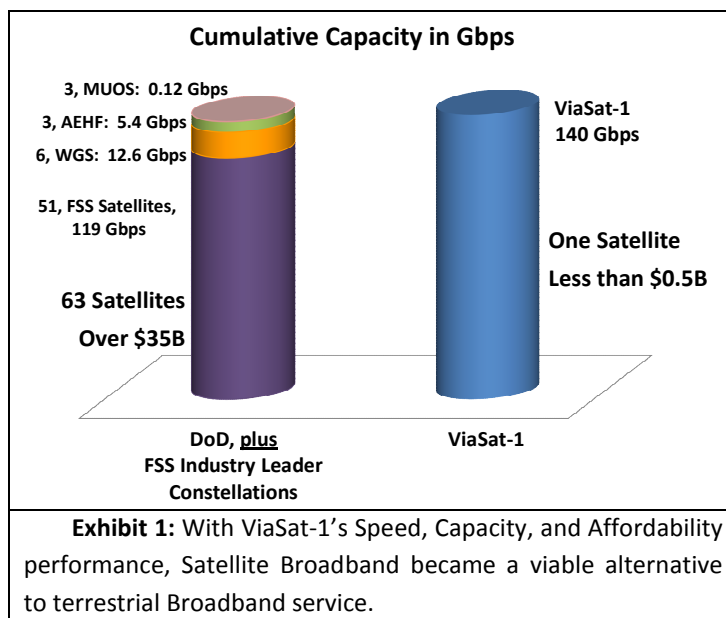 Cumulative Capacity in Gbps
3, MUOS: 0.12 Gbps
3, AEHF: 5.4 Gbps
6, WGS: 12.6 Gbps
51, FSS Satellites,
119 Gbps
63 Satellites
Over $35B
ViaSat-1
140 Gbps
One Satellite
Less than $0.5B
DoD, plus
FSS Industry Leader
Constellations
ViaSat-1
Exhibit 1: With ViaSat-1's Speed, Capacity, and Affordability
performance, Satellite Broadband became a viable alternative
to terrestrial Broadband service.